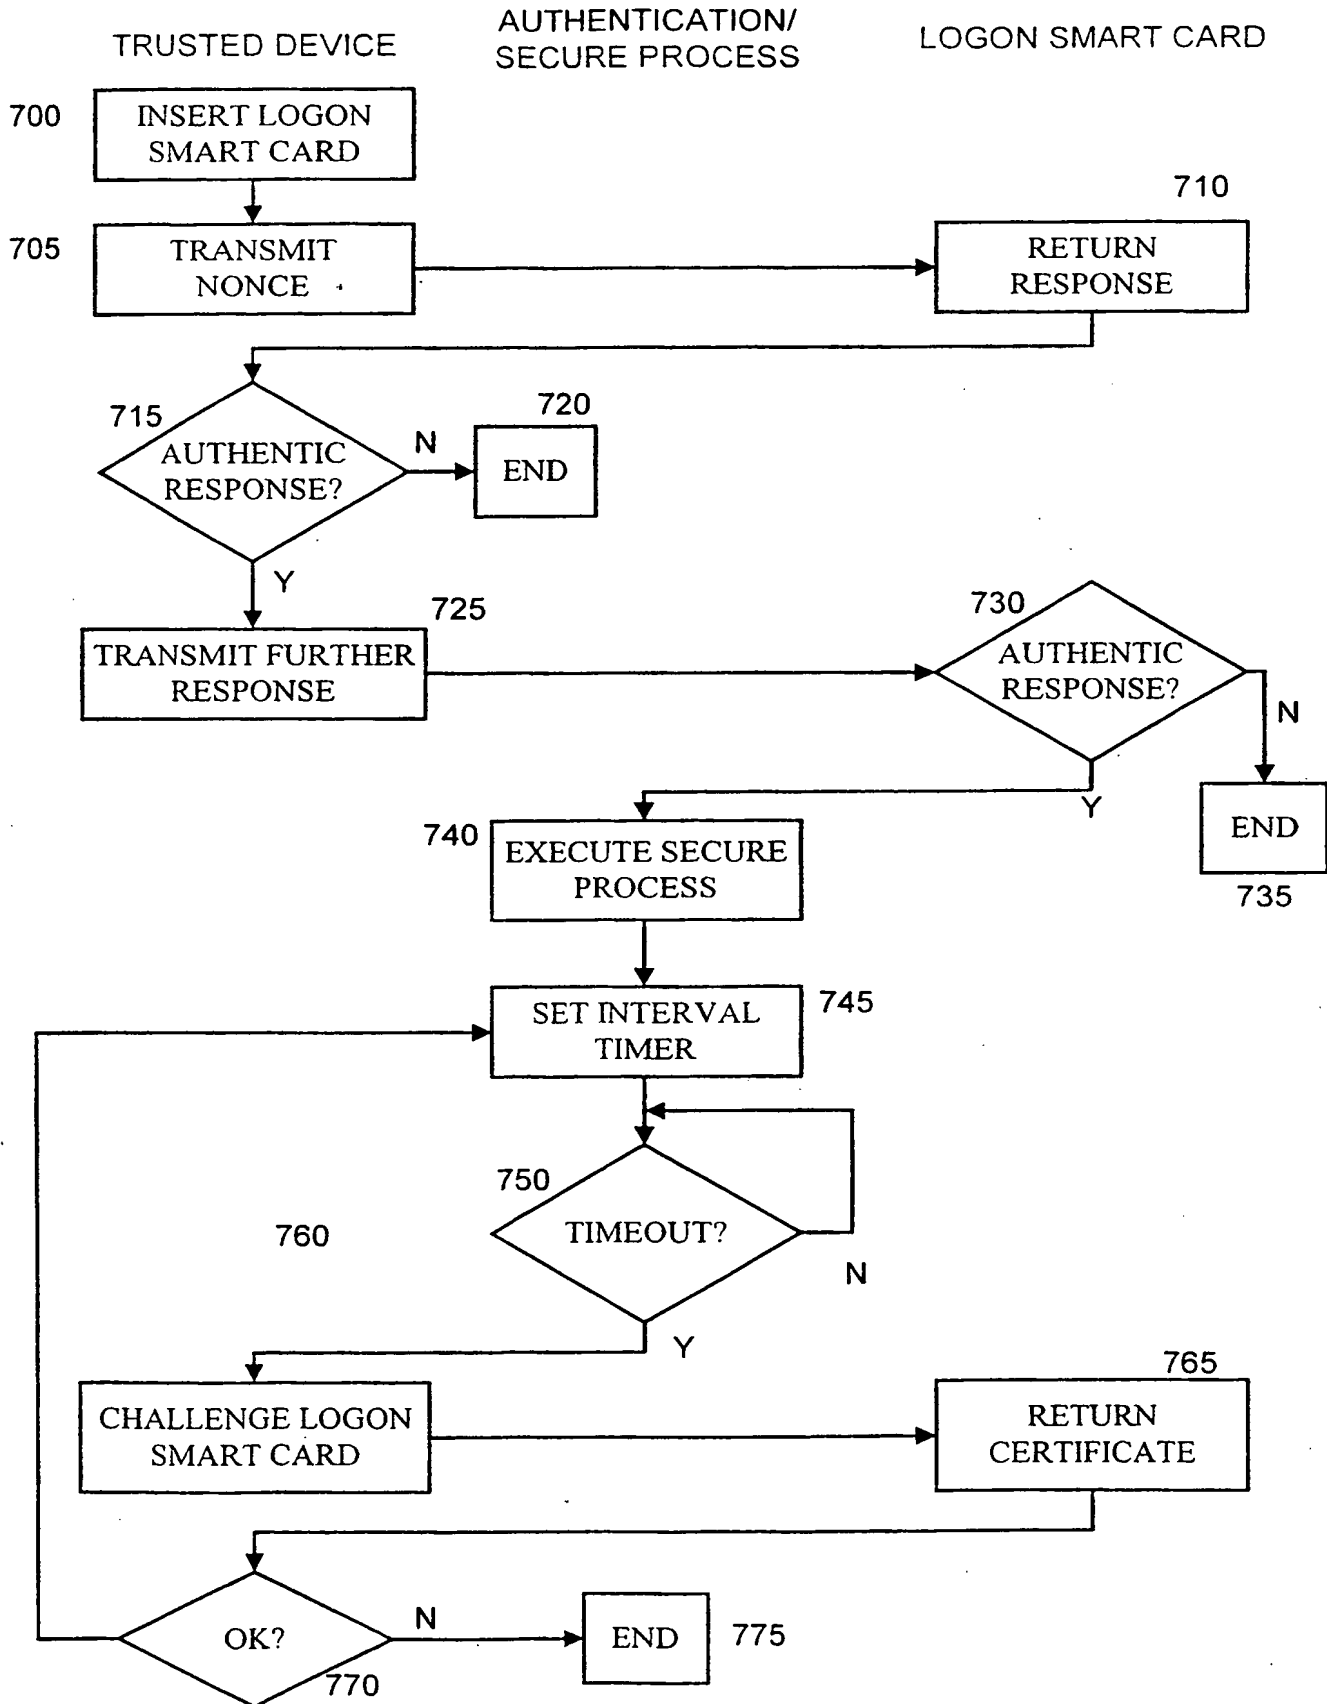 TRUSTED DEVICE
AUTHENTICATION/
SECURE PROCESS
LOGON SMART CARD
700
INSERT LOGON
SMART CARD
705
TRANSMIT
NONCE
710
RETURN
RESPONSE
715
AUTHENTIC
RESPONSE?
N
720
END
Y
725
TRANSMIT FURTHER
RESPONSE
730
AUTHENTIC
RESPONSE?
N
Y
END
735
740
EXECUTE SECURE
PROCESS
SET INTERVAL
TIMER
745
750
TIMEOUT?
N
760
Y
CHALLENGE LOGON
SMART CARD
765
RETURN
CERTIFICATE
OK?
770
N
END
775